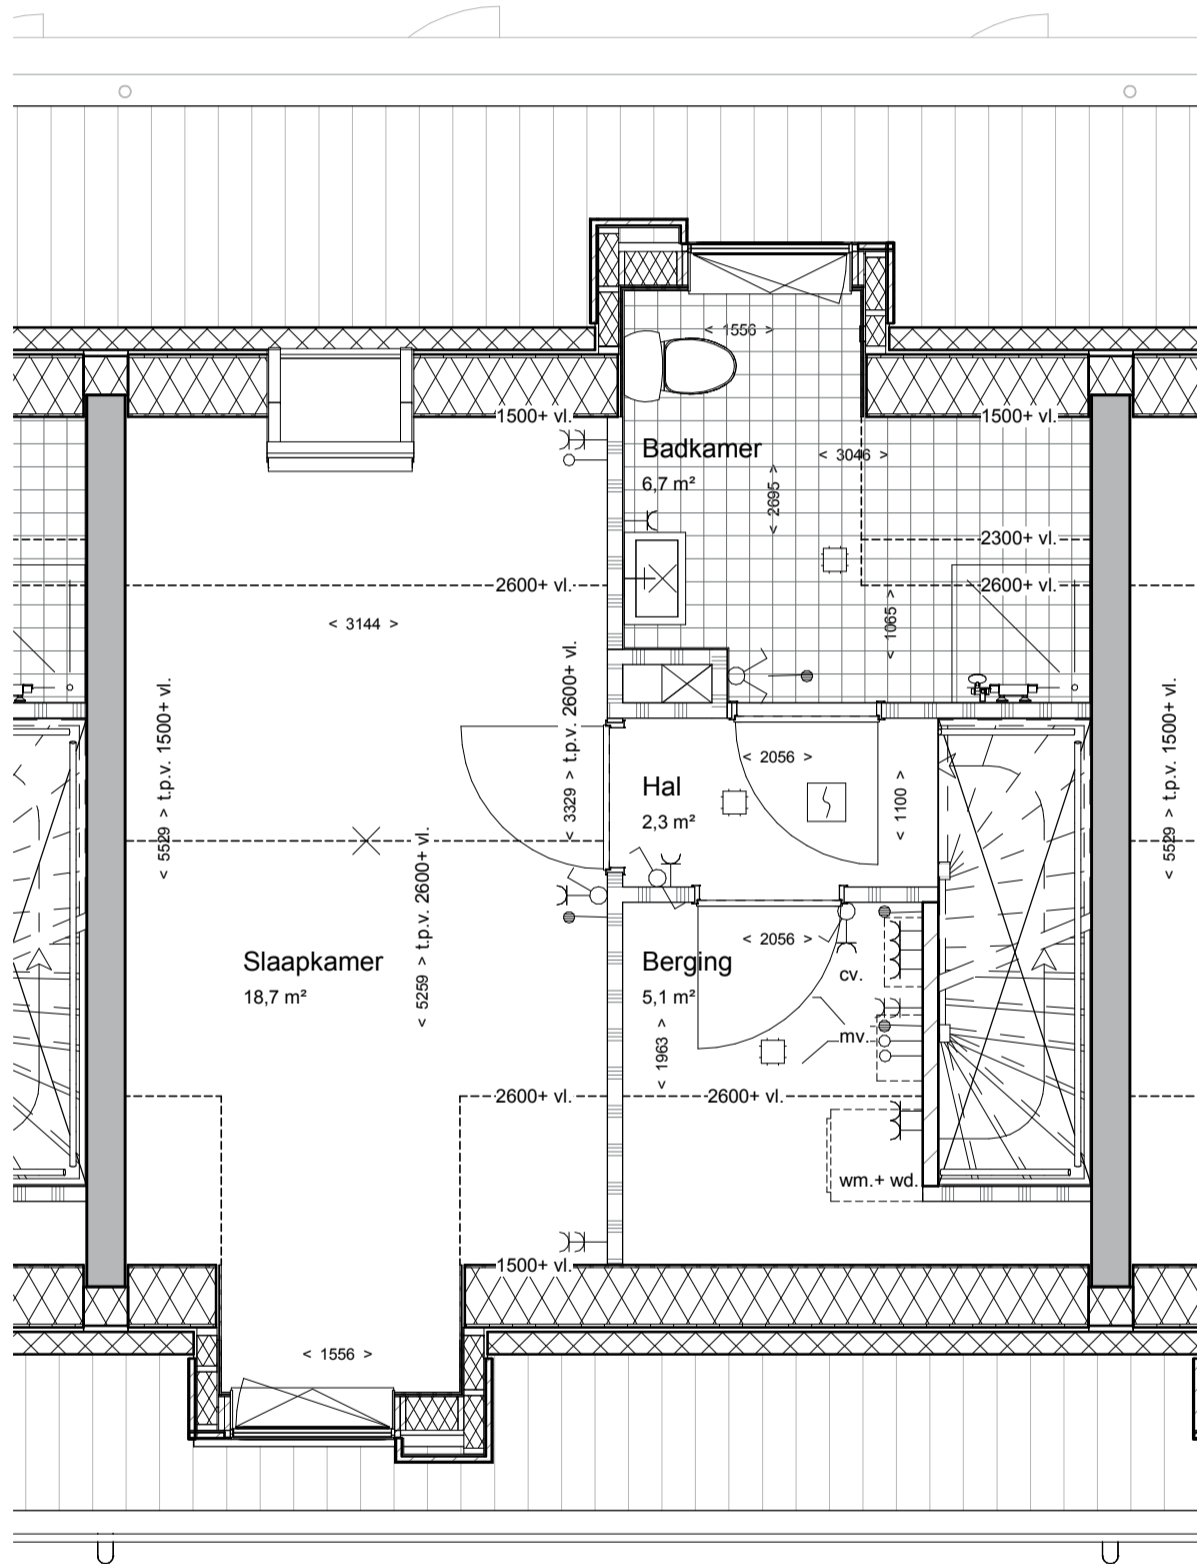 < 1556 >
1500+ vl.
1500+ vl.
Badkamer
6,7 m²
< 3046 >
< 2695 >
2300+ vl.
2600+ vl.
2600+ vl.
< 1065 >
< 3144 >
< 5529 > t.p.v. 1500+ vl.
< 3329 > t.p.v. 2600+ vl.
< 5529 > t.p.v. 1500+ vl.
< 2056 >
Hal
2,3 m²
< 1100 >
< 5259 > t.p.v. 2600+ vl.
< 2056 >
Slaapkamer
18,7 m²
Berging
5,1 m²
cv.
mv.
< 1963 >
2600+ vl.
2600+ vl.
wm.+ wd.
1500+ vl.
< 1556 >